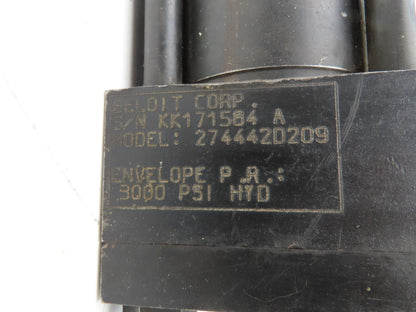 BELOIT CORP.
S/N KK171584 A
MODEL: 274442D209
ENVELOPE P.R.:
3000 PSI HYD